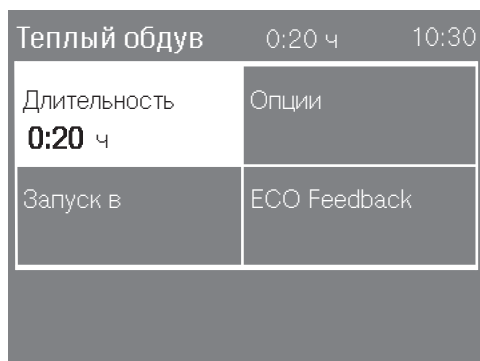 Теплый обдув 0:20 ч 10:30
Длительность
0:20 ч
Опции
Запуск в
ECO Feedback